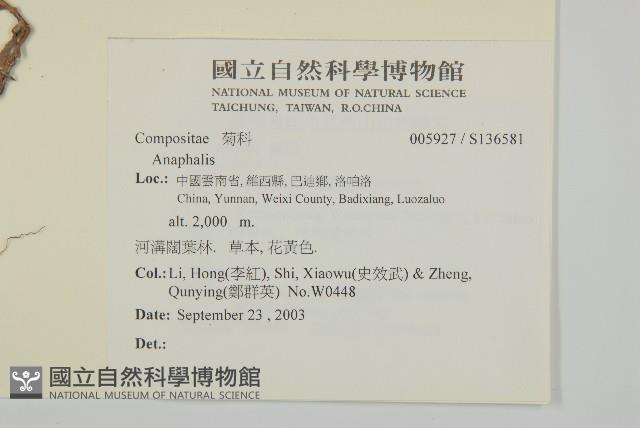 國立自然科學博物館
NATIONAL MUSEUM OF NATURAL SCIENCE
TAICHUNG, TAIWAN, R.O.CHINA
Compositae 菊科 005927 / S136581
Anaphalis
Loc.: 中國雲南省, 維西縣, 巴迪鄉, 洛咱洛
China, Yunnan, Weixi County, Badixiang, Luozaluo
alt. 2,000 m.
河溝闊葉林. 草本, 花黃色.
Col.: Li, Hong(李紅), Shi, Xiaowu(史效武) & Zheng,
Qunying(鄭群英) No.W0448
Date: September 23 , 2003
Det.:
國立自然科學博物館
NATIONAL MUSEUM OF NATURAL SCIENCE